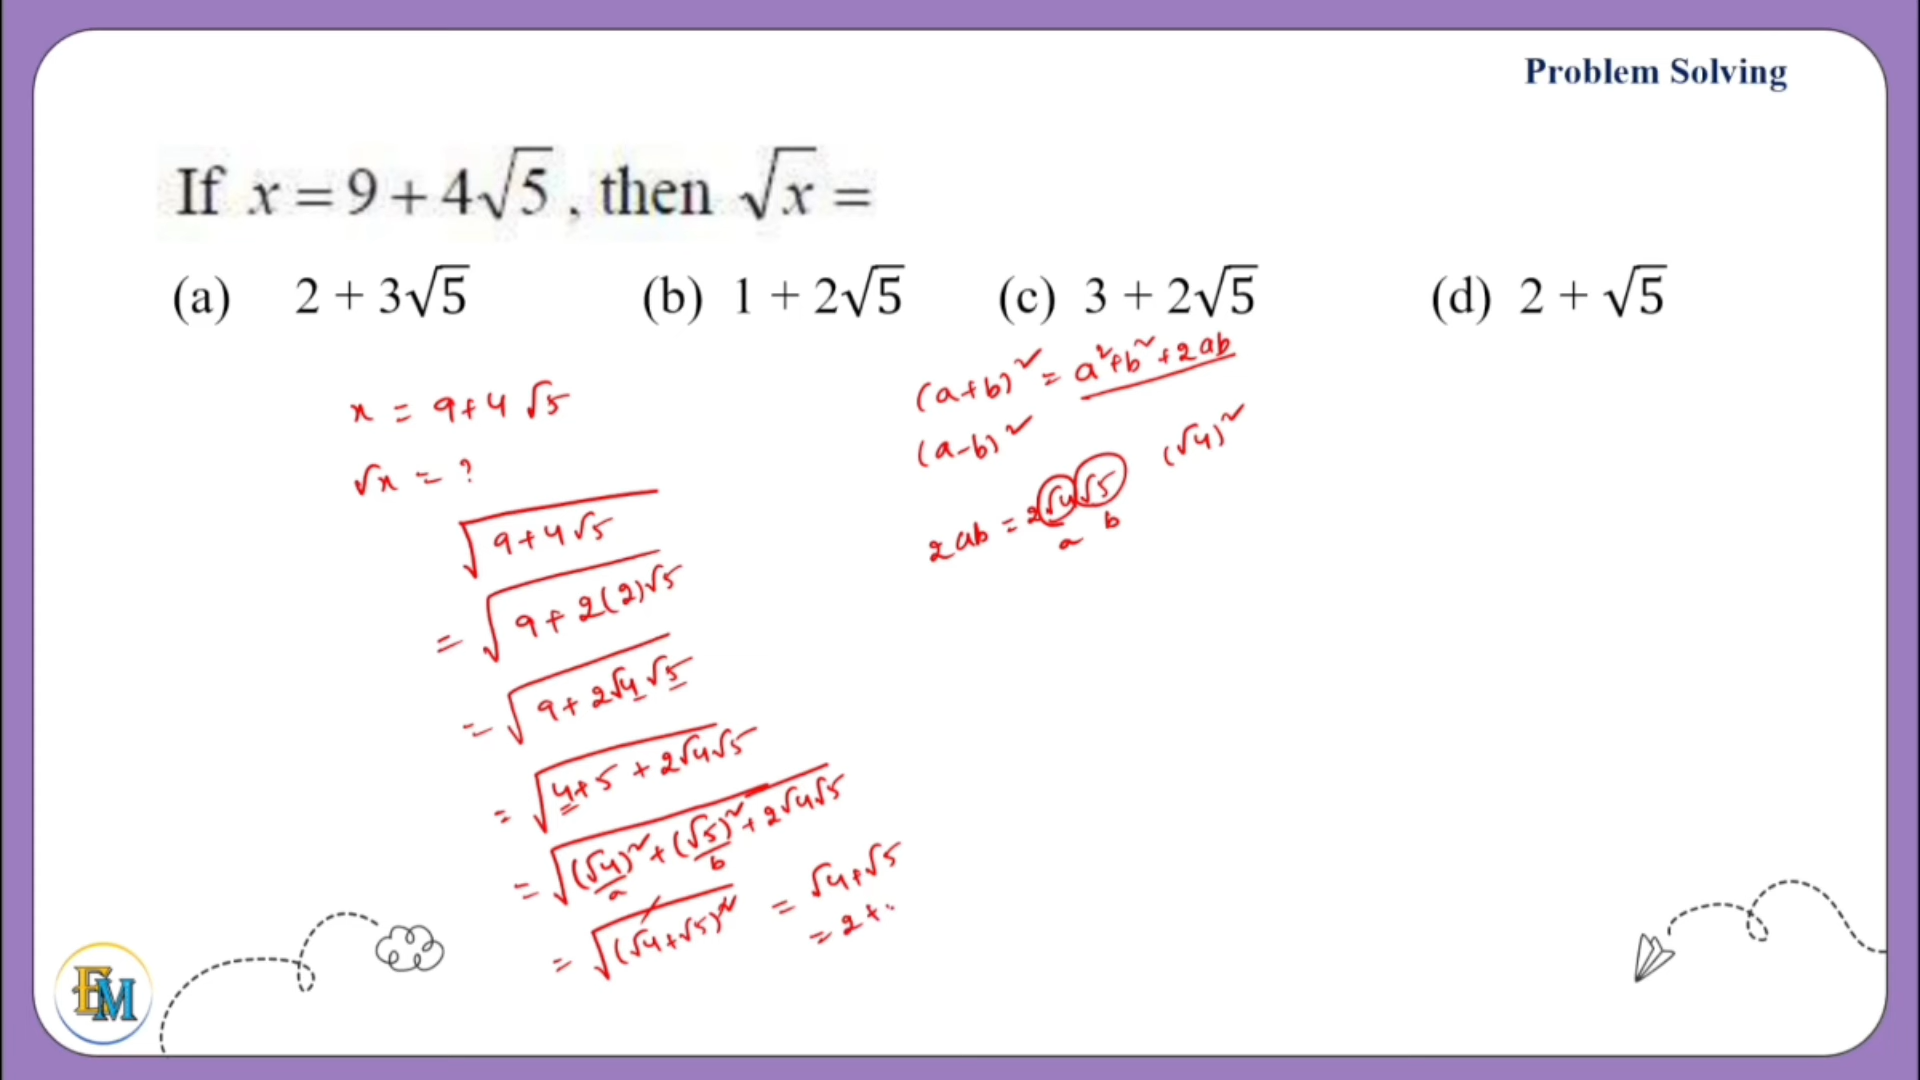 Problem Solving
If x = 9 + 4√5 , then √x =
(a) 2 + 3√5 (b) 1 + 2√5 (c) 3 + 2√5 (d) 2 + √5
x = 9+4√5
√x = ?
√(9+4√5)
= √(9+2(2)√5)
= √(9+2√4√5)
= √(4+5+2√4√5)
= √((√4)²+(√5)²+2√4√5)
a b
= √((√4+√5)²) = √4+√5
= 2+
(a+b)² = a²+b²+2ab
(a-b)²
(√4)²
2ab = 2√4√5
a b
EM